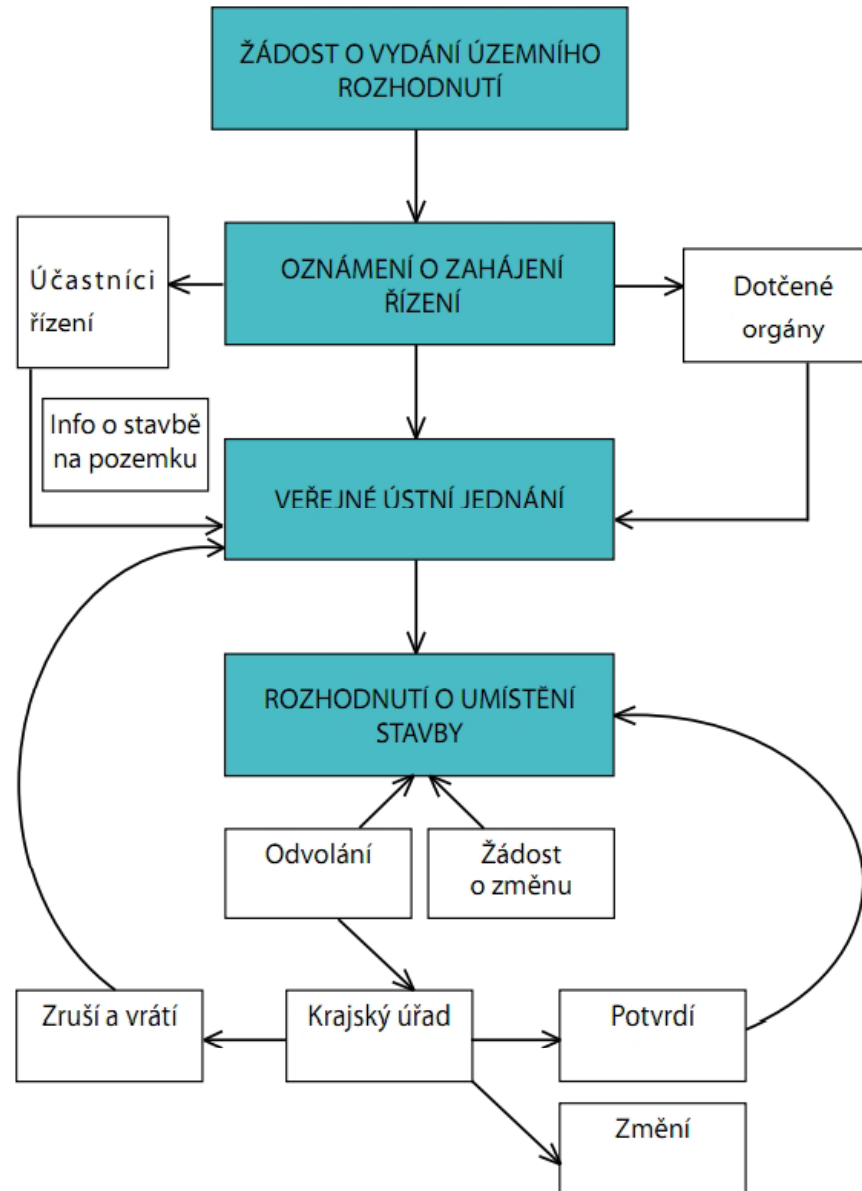 ŽÁDOST O VYDÁNÍ ÚZEMNÍHO
ROZHODNUTÍ
OZNÁMENÍ O ZAHÁJENÍ
ŘÍZENÍ
Účastníci
řízení
Dotčené
orgány
Info o stavbě
na pozemku
VEŘEJNÉ ÚSTNÍ JEDNÁNÍ
ROZHODNUTÍ O UMÍSTĚNÍ
STAVBY
Odvolání
Žádost
o změnu
Zruší a vrátí
Krajský úřad
Potvrdí
Změní